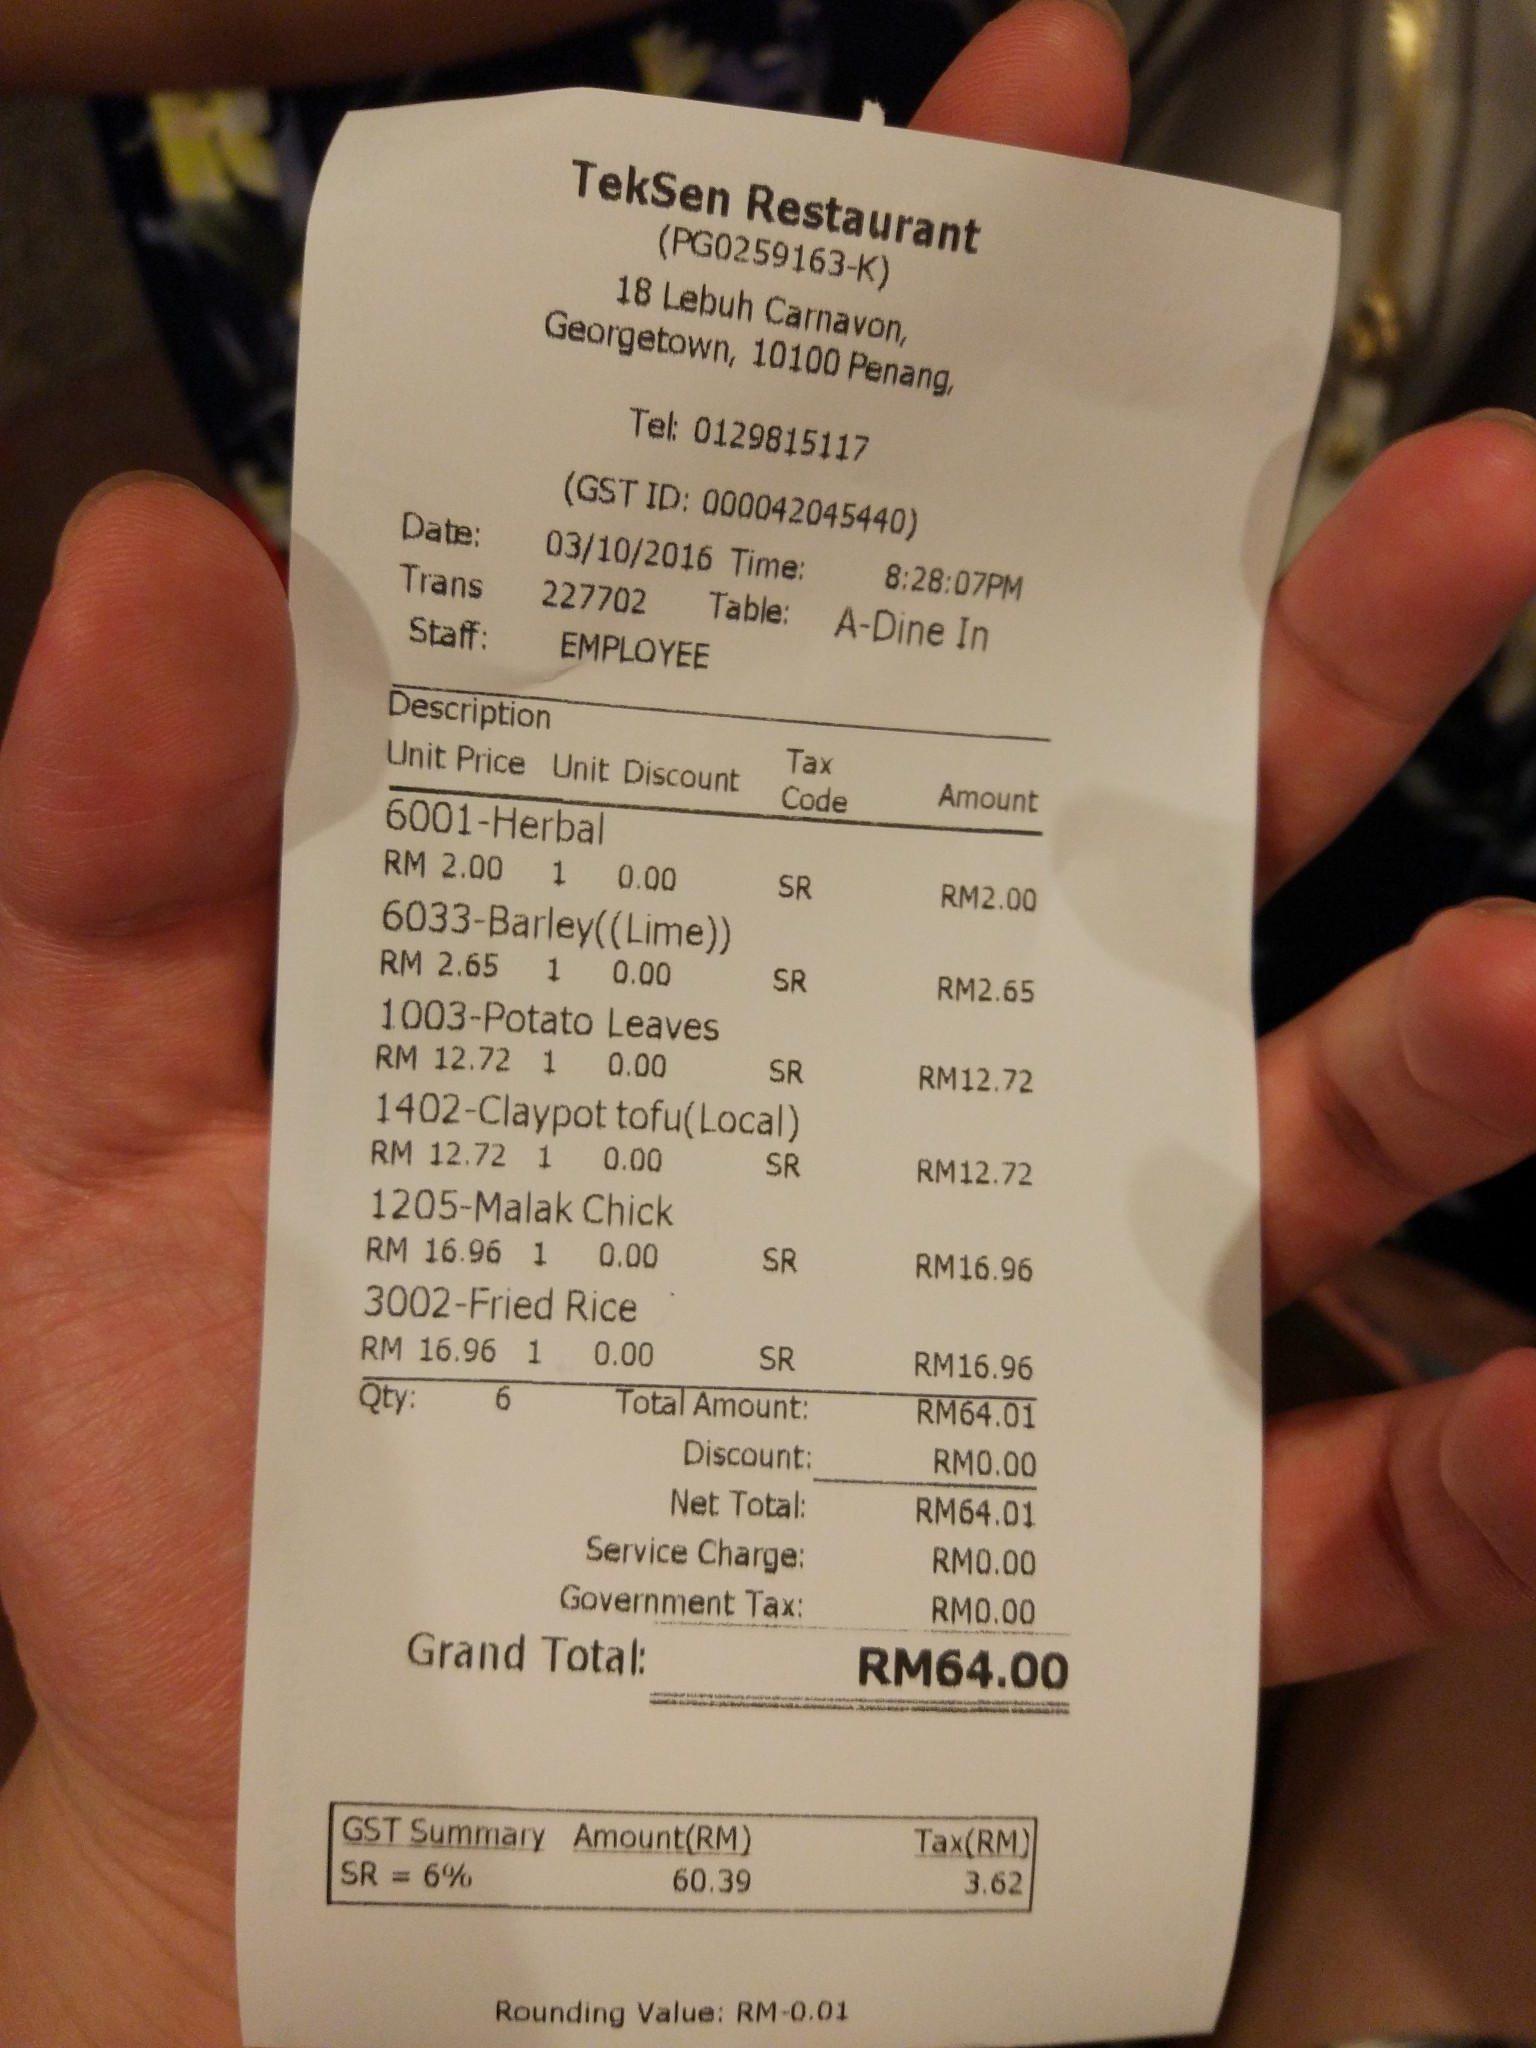 TekSen Restaurant
(PG0259163-K)
18 Lebuh Carnavon,
Georgetown, 10100 Penang,
Tel: 0129815117
(GST ID: 000042045440)
Date: 03/10/2016 Time: 8:28:07PM
Trans 227702 Table: A-Dine In
Staff: EMPLOYEE
Description
Unit Price Unit Discount Tax Code Amount
6001-Herbal
RM 2.00 1 0.00 SR RM2.00
6033-Barley((Lime))
RM 2.65 1 0.00 SR RM2.65
1003-Potato Leaves
RM 12.72 1 0.00 SR RM12.72
1402-Claypot tofu(Local)
RM 12.72 1 0.00 SR RM12.72
1205-Malak Chick
RM 16.96 1 0.00 SR RM16.96
3002-Fried Rice
RM 16.96 1 0.00 SR RM16.96
Qty: 6 Total Amount: RM64.01
Discount: RM0.00
Net Total: RM64.01
Service Charge: RM0.00
Government Tax: RM0.00
Grand Total: RM64.00
GST Summary Amount(RM) Tax(RM)
SR = 6% 60.39 3.62
Rounding Value: RM-0.01